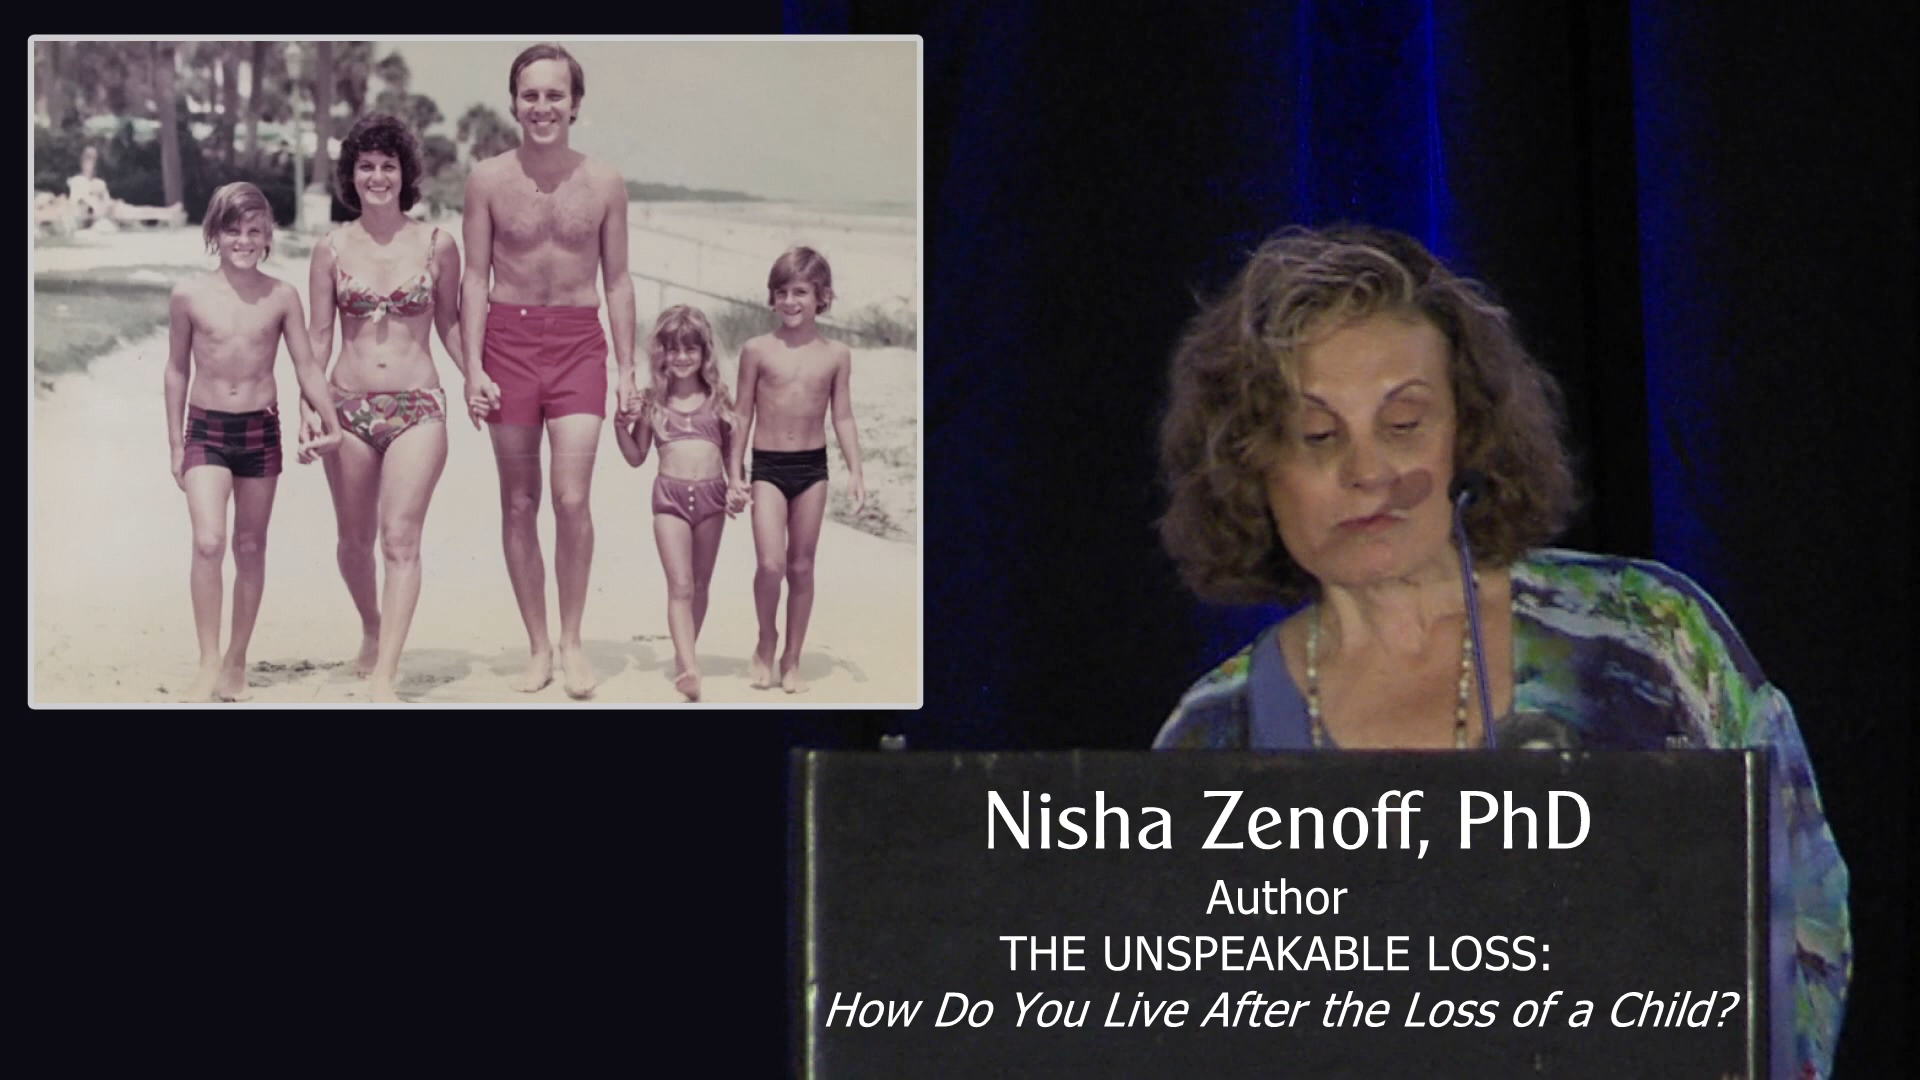 Nisha Zenoff, PhD
Author
THE UNSPEAKABLE LOSS:
How Do You Live After the Loss of a Child?